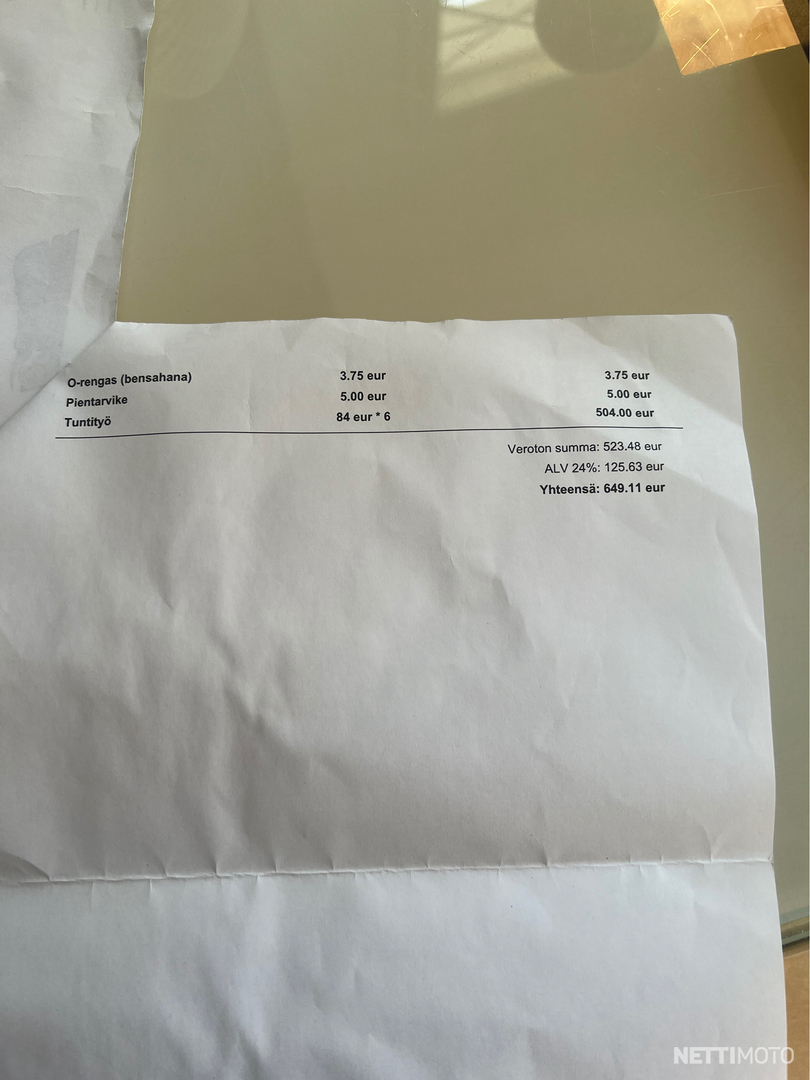 O-rengas (bensahana) 3.75 eur 3.75 eur
Pientarvike 5.00 eur 5.00 eur
Tuntityö 84 eur * 6 504.00 eur
Veroton summa: 523.48 eur
ALV 24%: 125.63 eur
Yhteensä: 649.11 eur
NETTIMOTO